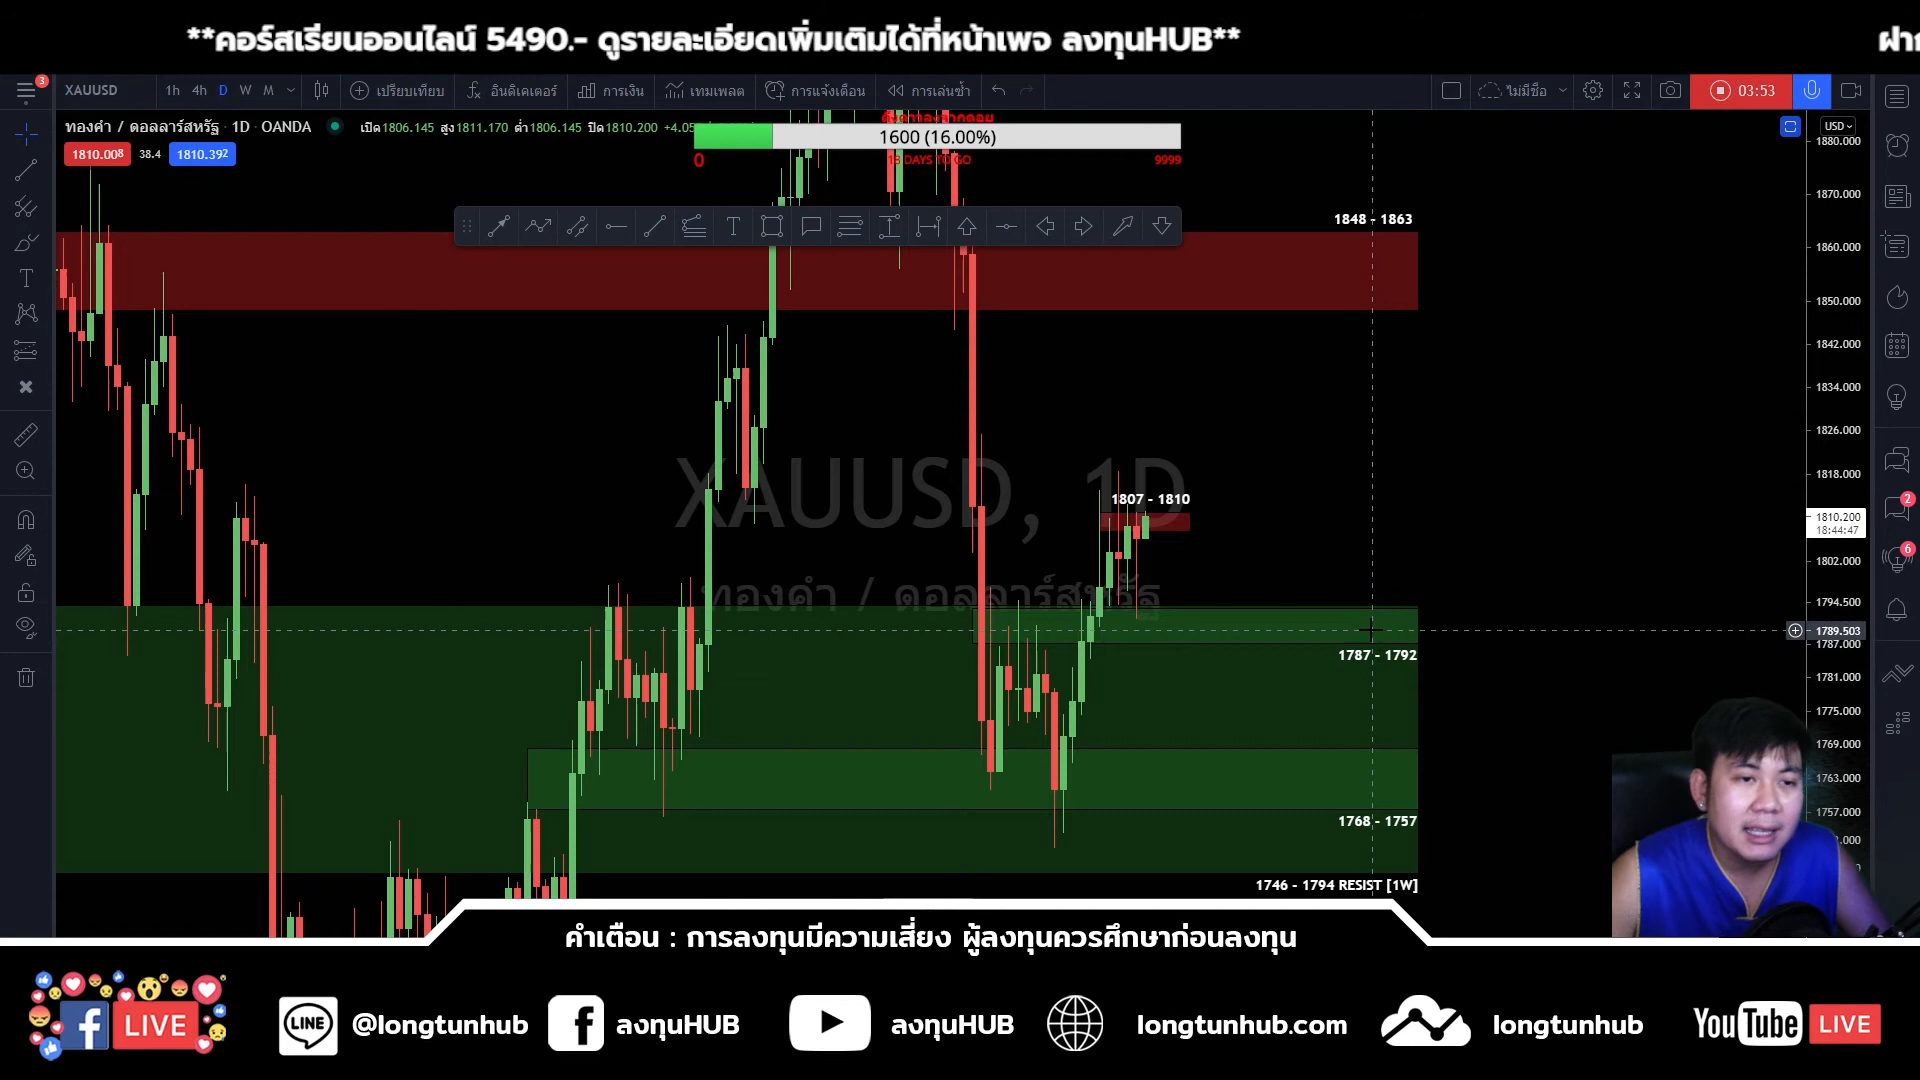 **คอร์สเรียนออนไลน์ 5490.- ดูรายละเอียดเพิ่มเติมได้ที่หน้าเพจ ลงทุนHUB**
3
XAUUSD
1h 4h D W M
เปรียบเทียบ
อินดิเคเตอร์
การเงิน
เทมเพลต
การแจ้งเตือน
การเล่นซ้ำ
ไม่มีชื่อ
03:53
ทองคำ / ดอลลาร์สหรัฐ · 1D · OANDA
เปิด1806.145 สูง1811.170 ต่ำ1806.145 ปิด1810.200 +4.05
1810.008
38.4
1810.392
1600 (16.00%)
0
18 DAYS TO GO
9999
USD
1880.000
1870.000
1848 - 1863
1860.000
1850.000
1842.000
1834.000
1826.000
XAUUSD, 1D
1818.000
1807 - 1810
1810.200
18:44:47
2
1802.000
6
ทองคำ / ดอลลาร์สหรัฐ
1794.500
1789.503
1787.000
1787 - 1792
1781.000
1775.000
1769.000
1763.000
1757.000
1768 - 1757
1746 - 1794 RESIST [1W]
คำเตือน : การลงทุนมีความเสี่ยง ผู้ลงทุนควรศึกษาก่อนลงทุน
f LIVE
LINE
@longtunhub
ลงทุนHUB
ลงทุนHUB
longtunhub.com
longtunhub
YouTube LIVE